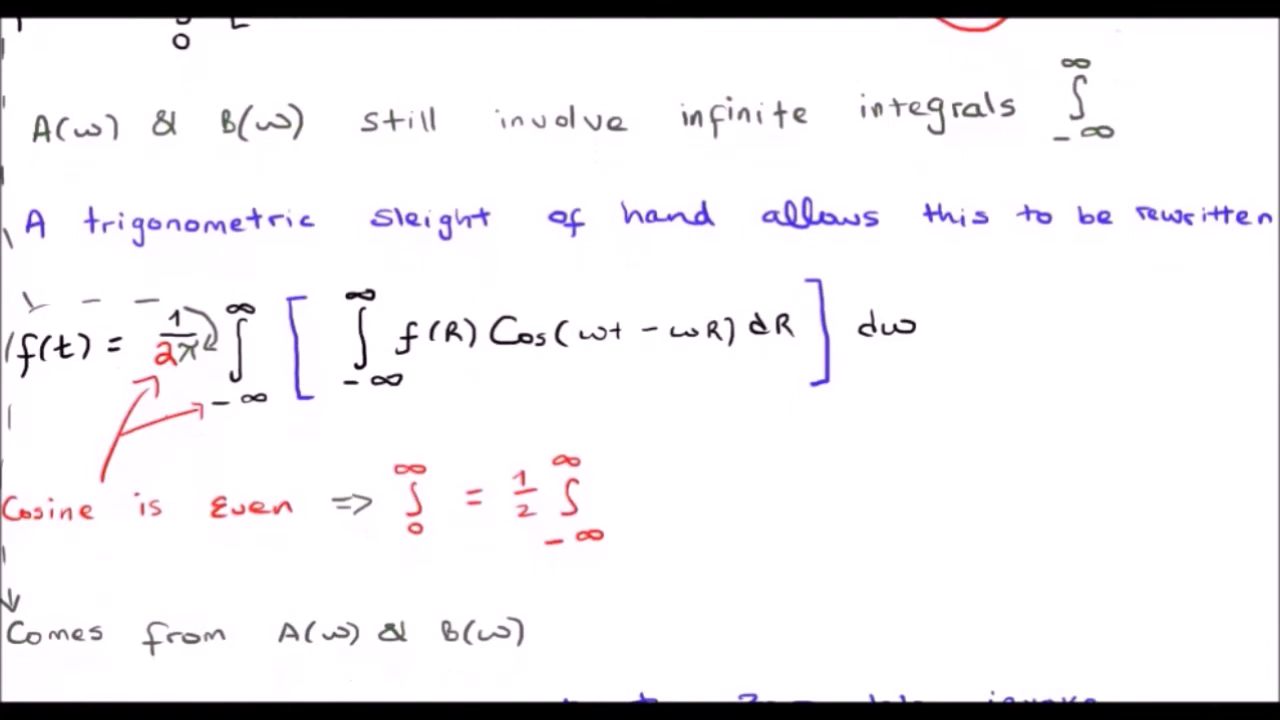 0
A(ω) & B(ω) still involve infinite integrals ∫_{-∞}^{∞}
A trigonometric sleight of hand allows this to be rewritten
f(t) = 1/2π ∫_{-∞}^{∞} [ ∫_{-∞}^{∞} f(R) Cos(ωt - ωR) dR ] dω
Cosine is Even => ∫_{0}^{∞} = 1/2 ∫_{-∞}^{∞}
Comes from A(ω) & B(ω)